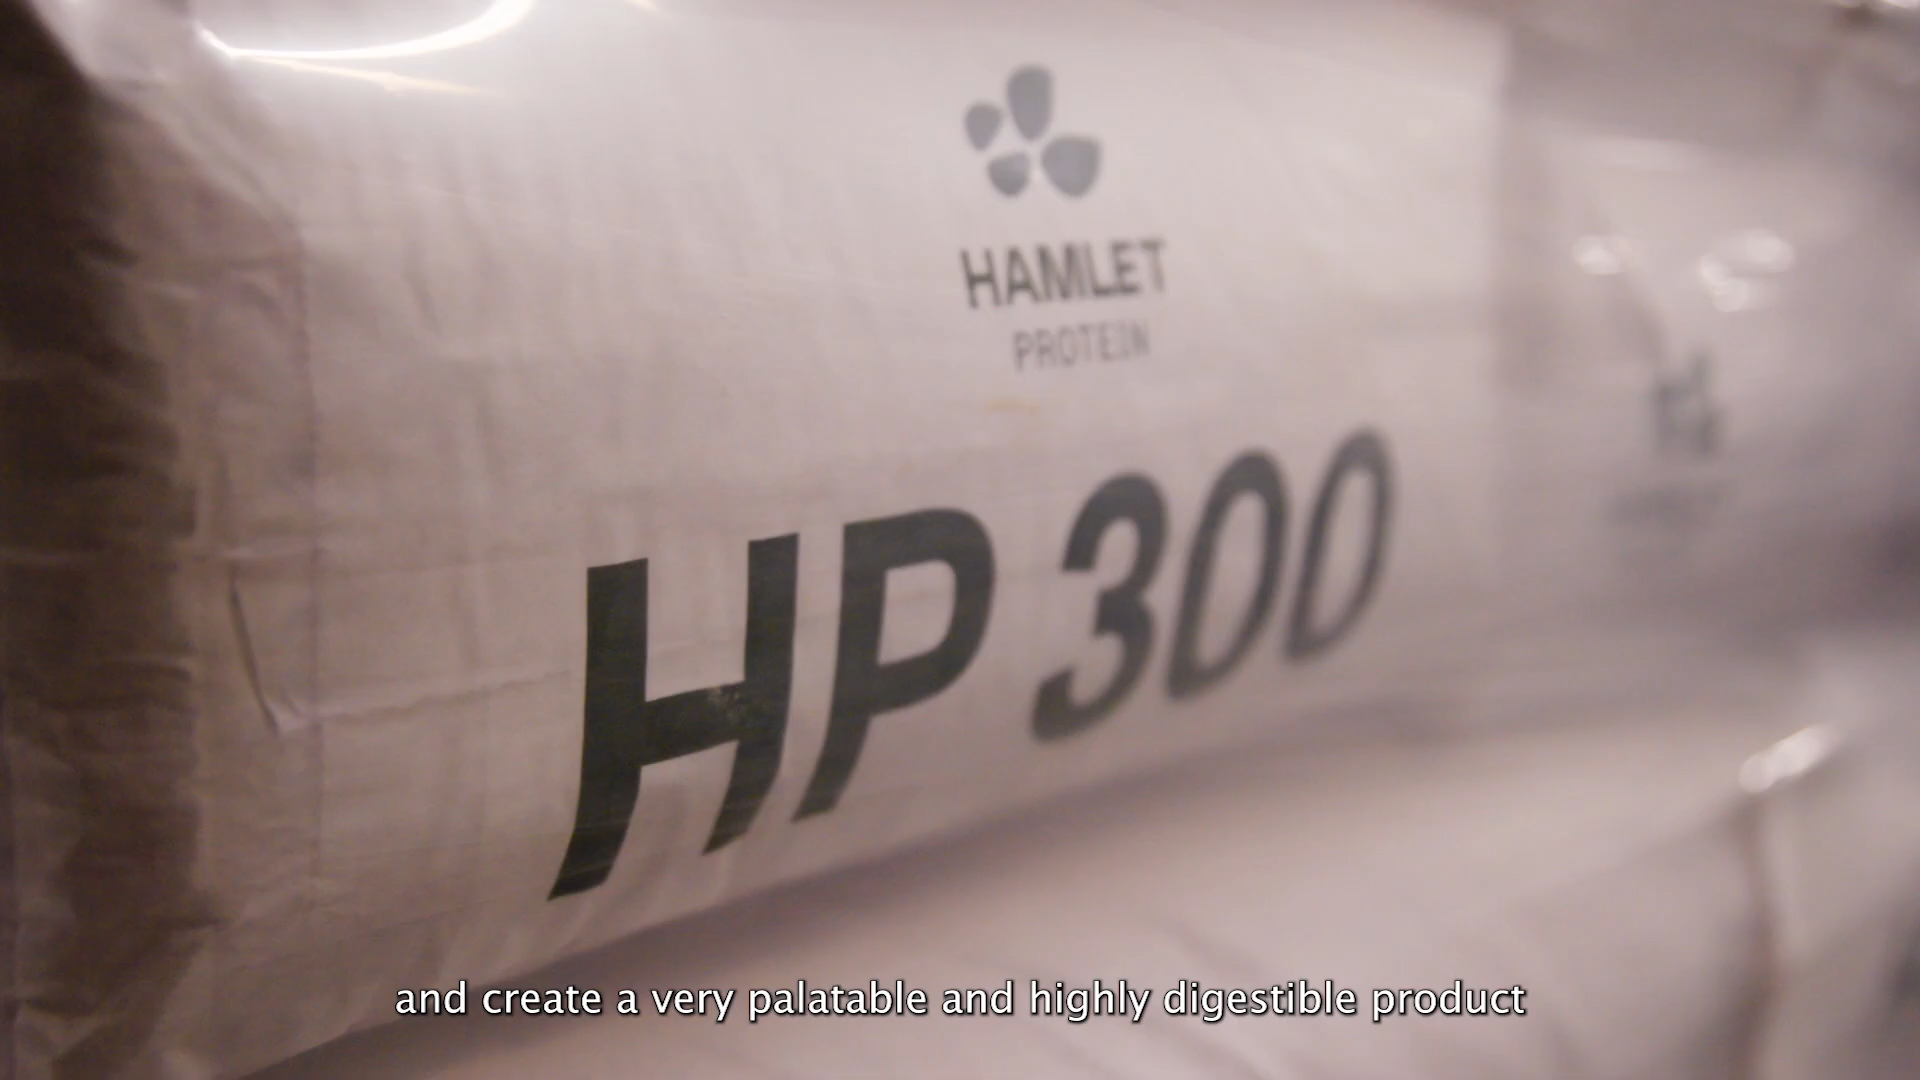 HAMLET
PROTEIN
HP 300
and create a very palatable and highly digestible product